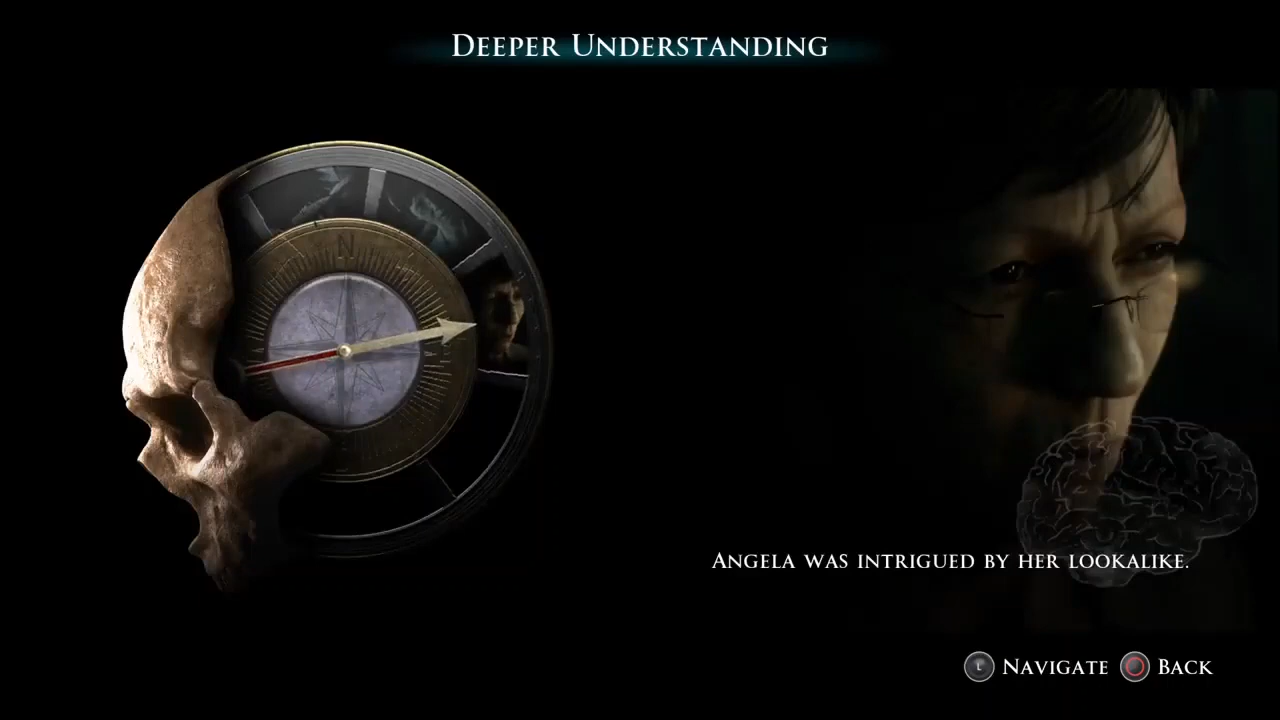 Deeper Understanding
N
Angela was intrigued by her lookalike.
L Navigate Back